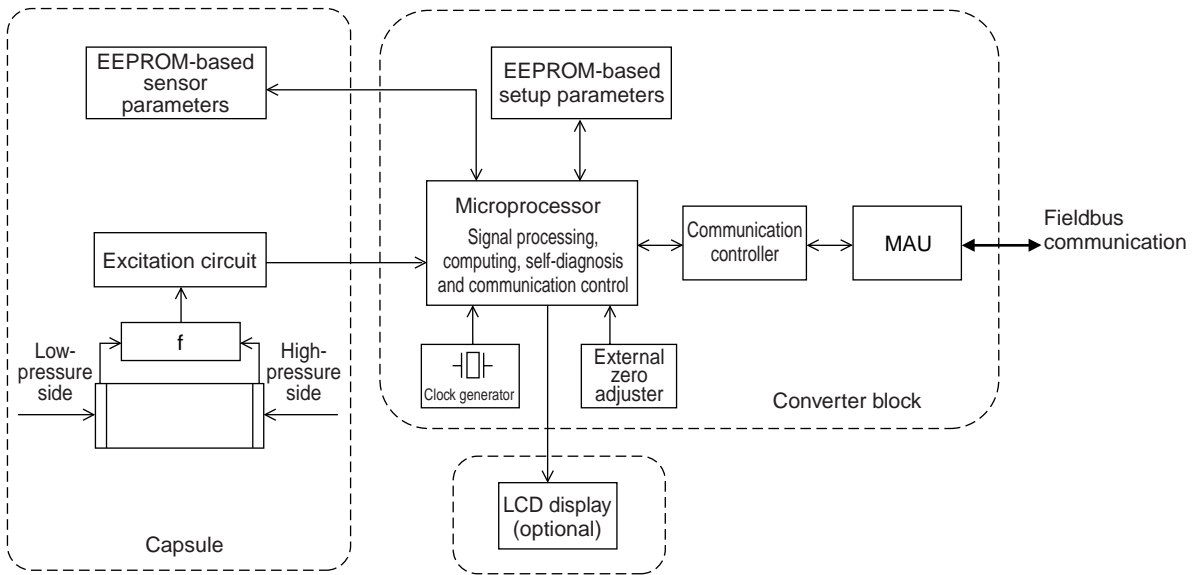 EEPROM-based
sensor
parameters
EEPROM-based
setup parameters
Microprocessor
Signal processing,
computing, self-diagnosis
and communication control
Communication
controller
MAU
Fieldbus
communication
Excitation circuit
f
Low-
pressure
side
High-
pressure
side
Clock generator
External
zero
adjuster
Converter block
LCD display
(optional)
Capsule